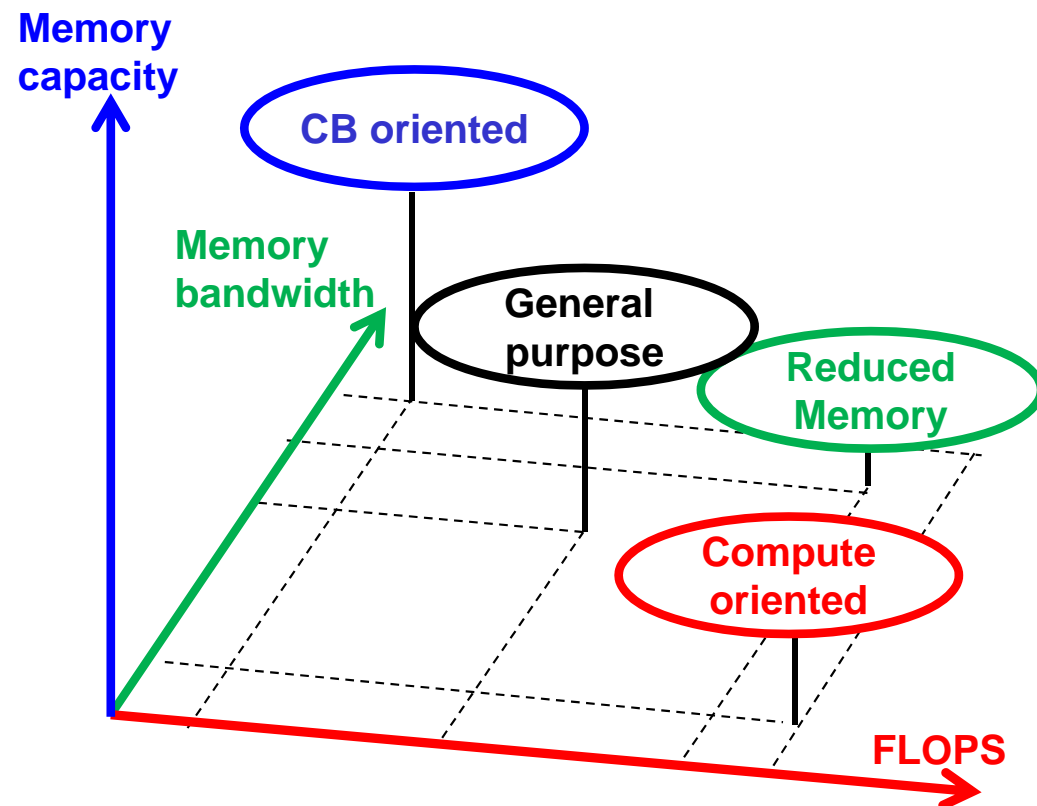 Memory
capacity
CB oriented
Memory
bandwidth
General
purpose
Reduced
Memory
Compute
oriented
FLOPS